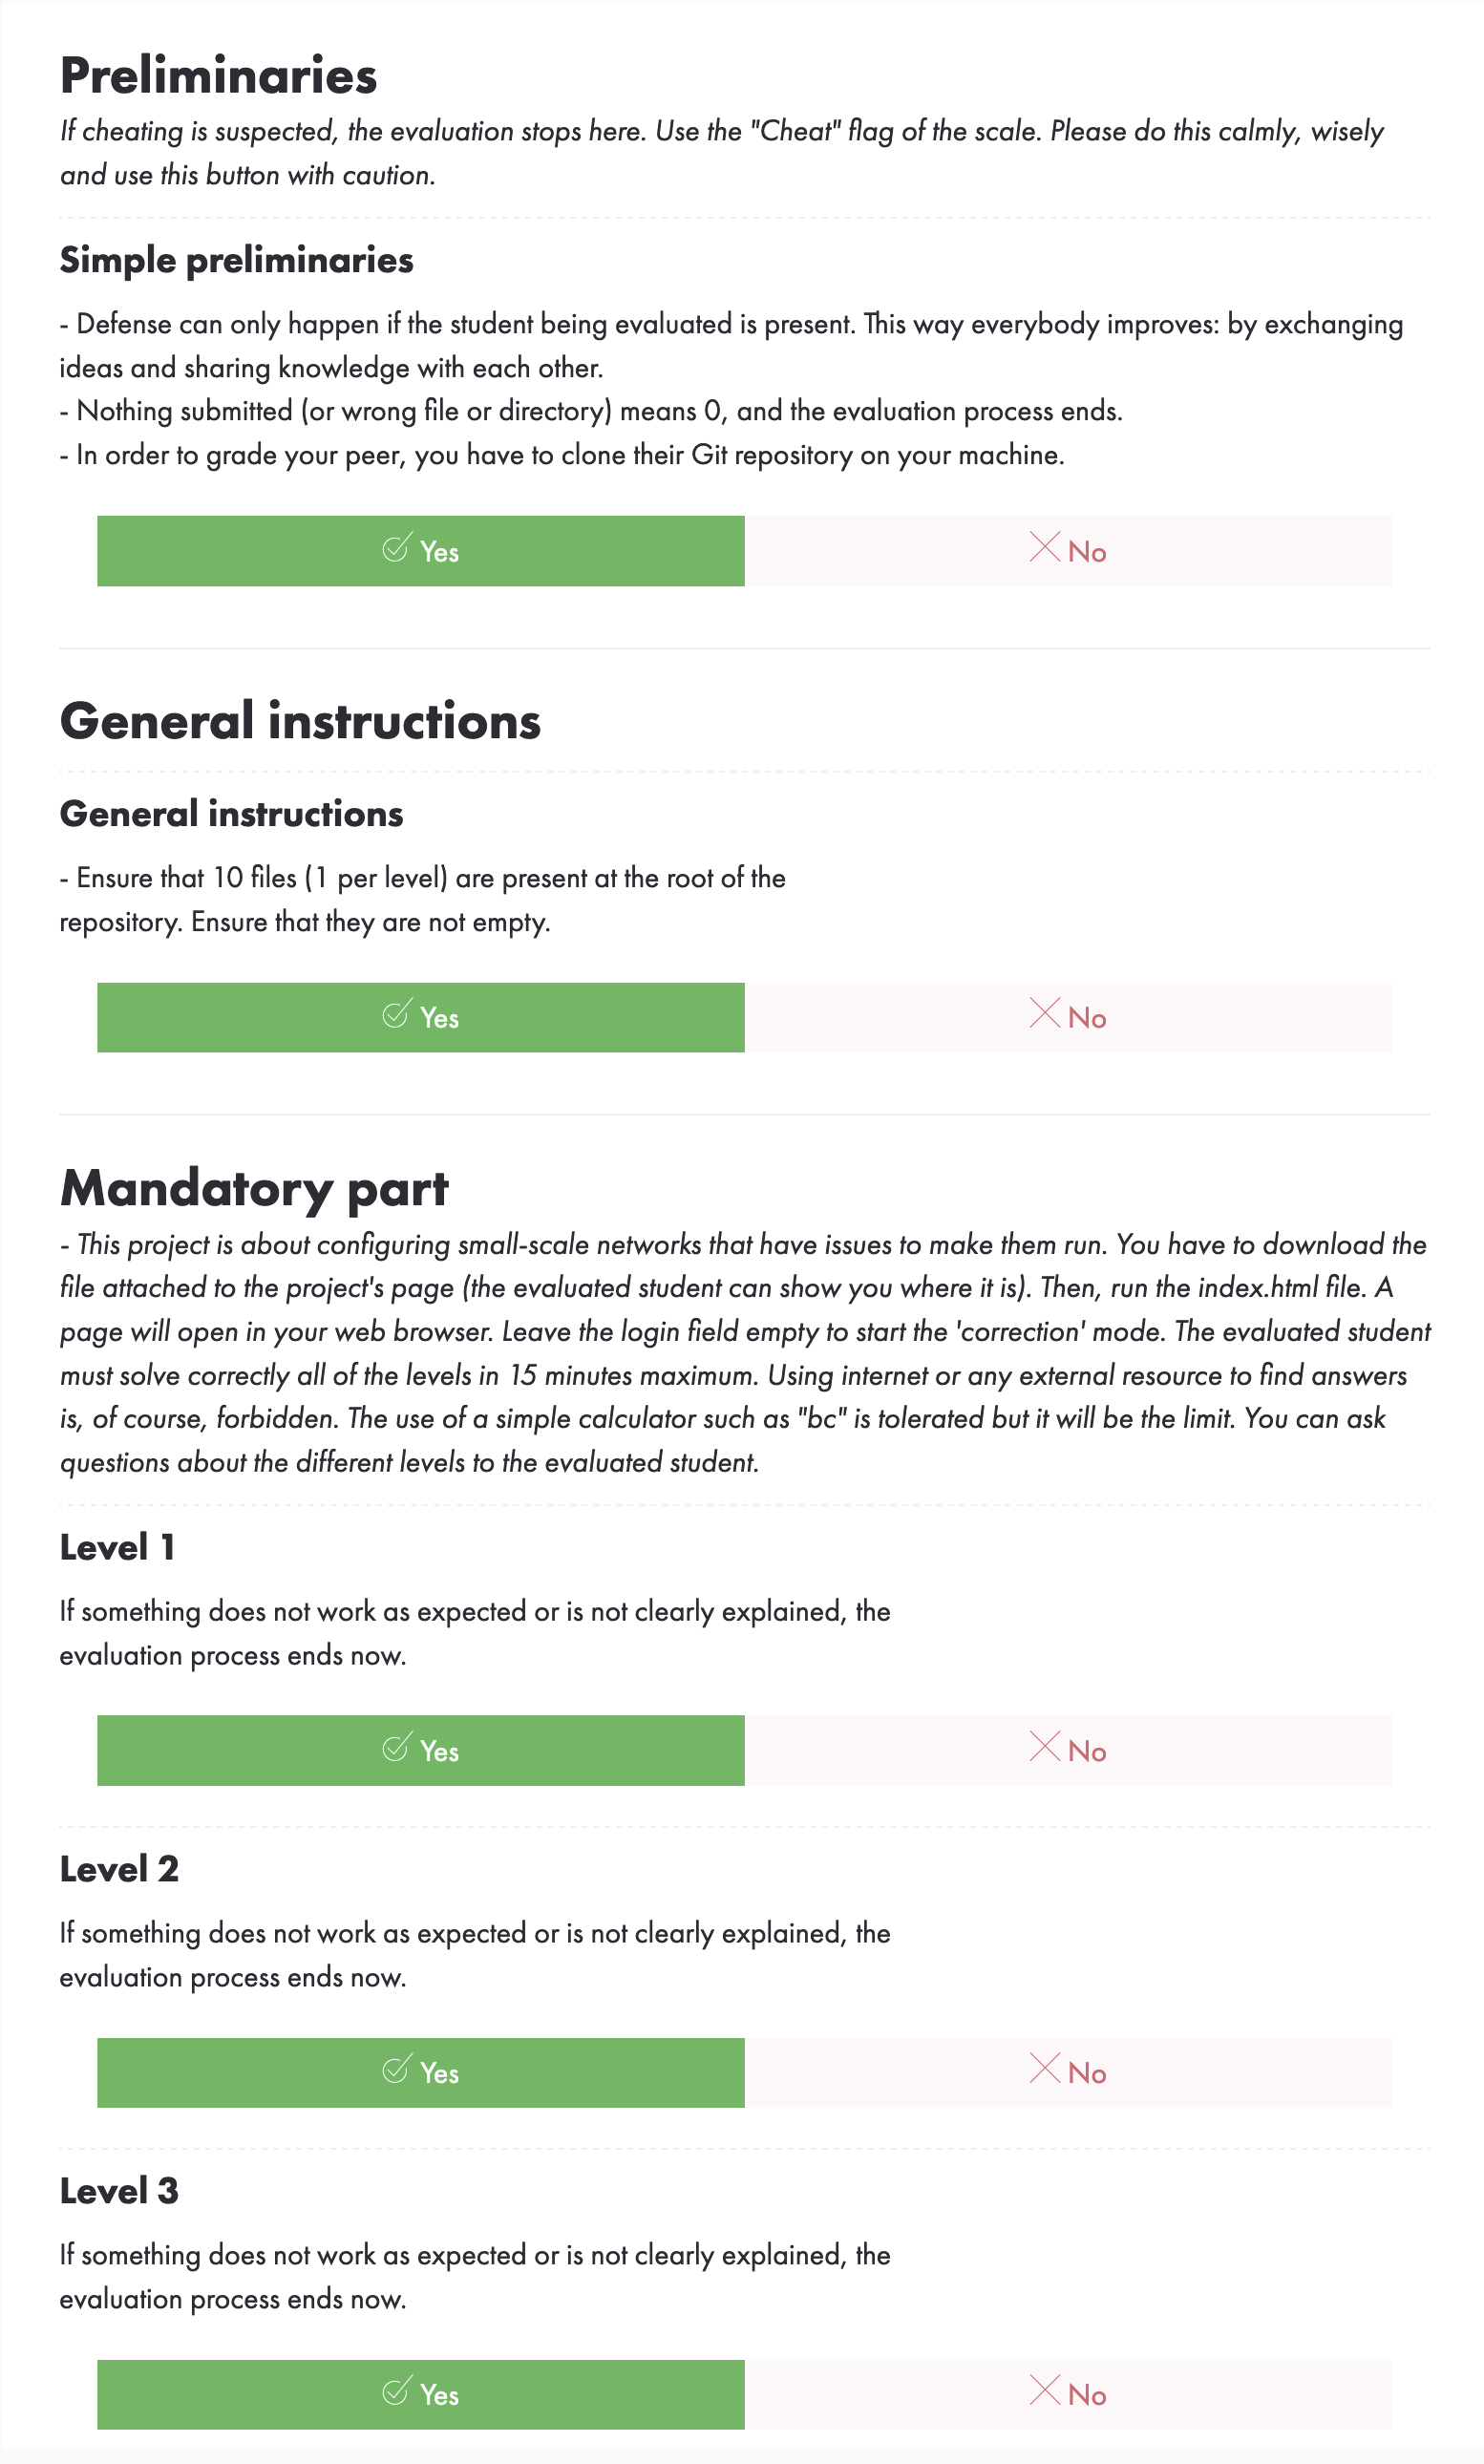 Preliminaries
If cheating is suspected, the evaluation stops here. Use the "Cheat" flag of the scale. Please do this calmly, wisely
and use this button with caution.
Simple preliminaries
- Defense can only happen if the student being evaluated is present. This way everybody improves: by exchanging
ideas and sharing knowledge with each other.
- Nothing submitted (or wrong file or directory) means 0, and the evaluation process ends.
- In order to grade your peer, you have to clone their Git repository on your machine.
Yes No
General instructions
General instructions
- Ensure that 10 files (1 per level) are present at the root of the
repository. Ensure that they are not empty.
Yes No
Mandatory part
- This project is about configuring small-scale networks that have issues to make them run. You have to download the
file attached to the project's page (the evaluated student can show you where it is). Then, run the index.html file. A
page will open in your web browser. Leave the login field empty to start the 'correction' mode. The evaluated student
must solve correctly all of the levels in 15 minutes maximum. Using internet or any external resource to find answers
is, of course, forbidden. The use of a simple calculator such as "bc" is tolerated but it will be the limit. You can ask
questions about the different levels to the evaluated student.
Level 1
If something does not work as expected or is not clearly explained, the
evaluation process ends now.
Yes No
Level 2
If something does not work as expected or is not clearly explained, the
evaluation process ends now.
Yes No
Level 3
If something does not work as expected or is not clearly explained, the
evaluation process ends now.
Yes No